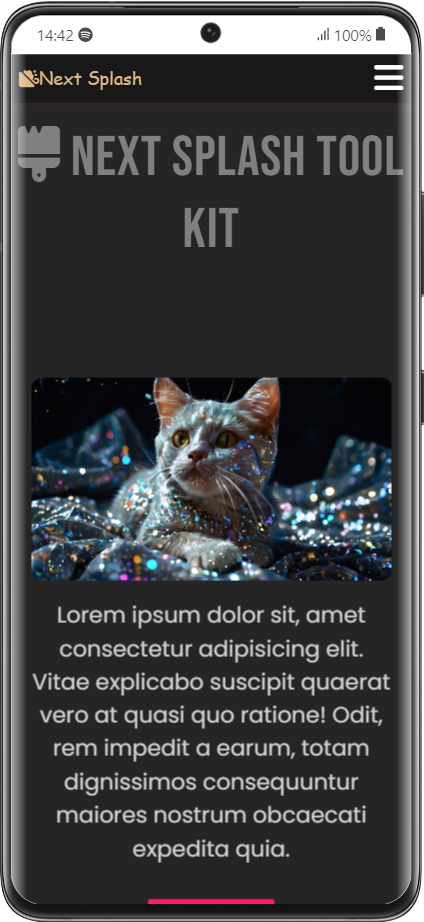 14:42 100%
Next Splash
NEXT SPLASH TOOL
KIT
Lorem ipsum dolor sit, amet
consectetur adipisicing elit.
Vitae explicabo suscipit quaerat
vero at quasi quo ratione! Odit,
rem impedit a earum, totam
dignissimos consequuntur
maiores nostrum obcaecati
expedita quia.